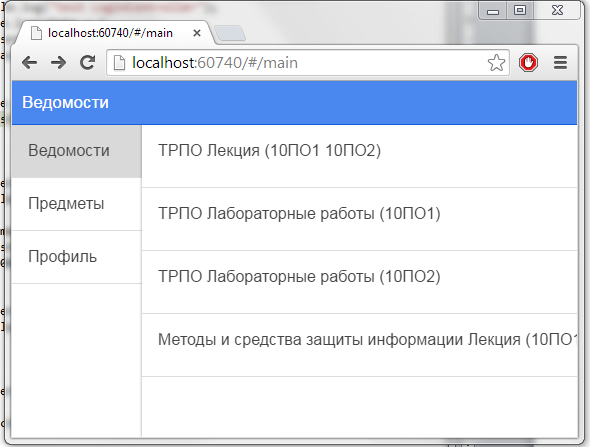 localhost:60740/#/main
localhost:60740/#/main
Ведомости
Ведомости
Предметы
Профиль
ТРПО Лекция (10ПО1 10ПО2)
ТРПО Лабораторные работы (10ПО1)
ТРПО Лабораторные работы (10ПО2)
Методы и средства защиты информации Лекция (10ПО1